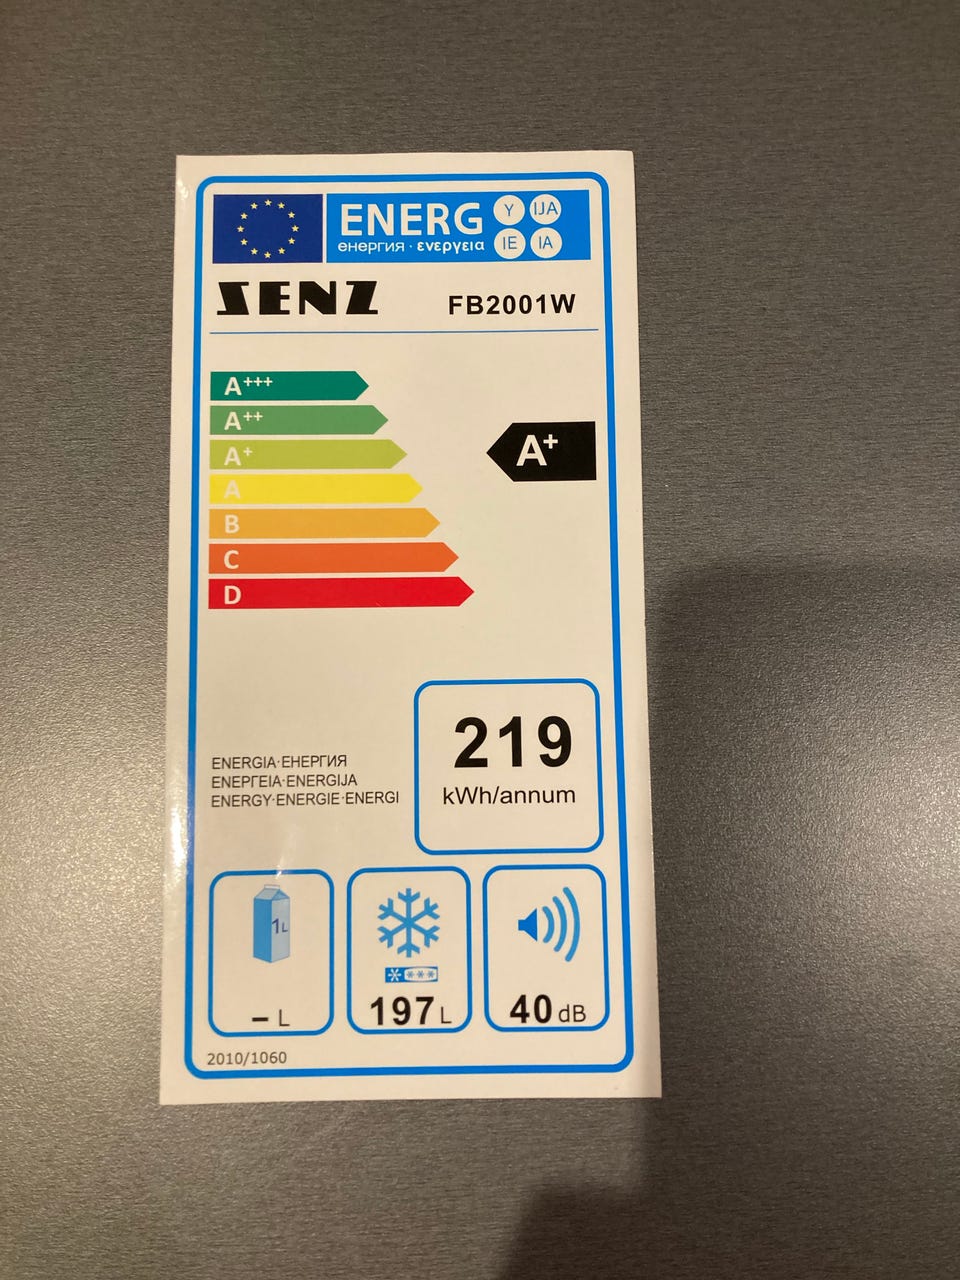 ENERG Y IJA
енергия · ενεργεια IE IA
SENZ FB2001W
A+++
A++
A+
A+
A
B
C
D
219
kWh/annum
ENERGIA·ЕНЕРГИЯ
ΕΝΕΡΓΕΙΑ·ENERGIJA
ENERGY·ENERGIE·ENERGI
1L
– L
197 L
40 dB
2010/1060